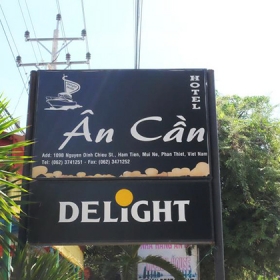 HOTEL
Ân Cần
Add: 1008 Nguyen Dinh Chieu St., Ham Tien, Mui Ne, Phan Thiet, Viet Nam
Tel: (062) 3741251 - Fax: (062) 3471252
DELiGHT